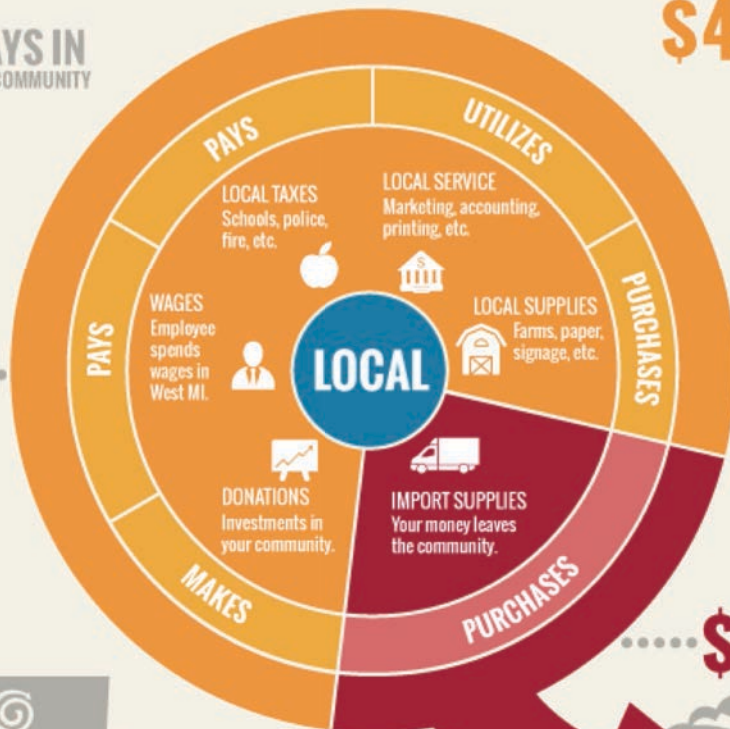 AYS IN
COMMUNITY
$4
PAYS
UTILIZES
LOCAL TAXES
Schools, police,
fire, etc.
LOCAL SERVICE
Marketing, accounting,
printing, etc.
$
PAYS
WAGES
Employee
spends
wages in
West MI.
LOCAL
LOCAL SUPPLIES
Farms, paper,
signage, etc.
PURCHASES
DONATIONS
Investments in
your community.
IMPORT SUPPLIES
Your money leaves
the community.
MAKES
PURCHASES
$